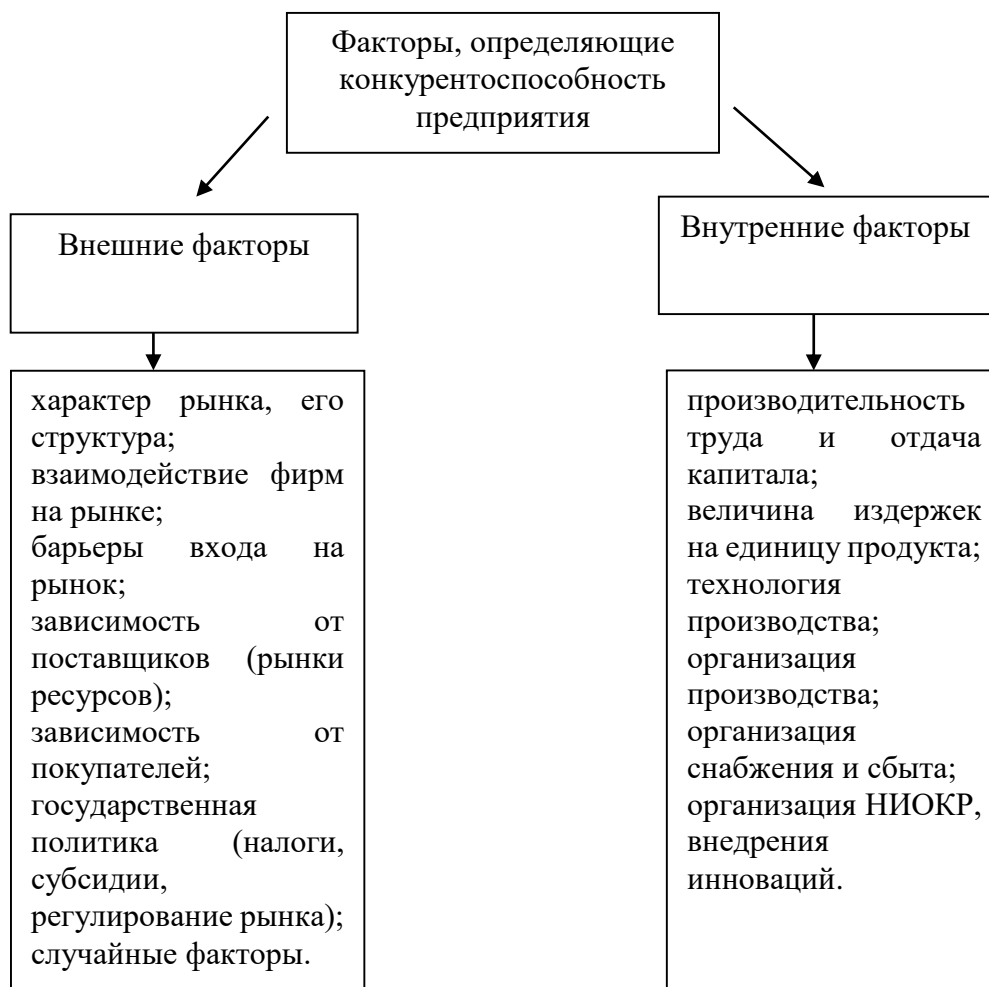 Факторы, определяющие
конкурентоспособность
предприятия
Внешние факторы
Внутренние факторы
характер рынка, его
структура;
взаимодействие фирм
на рынке;
барьеры входа на
рынок;
зависимость от
поставщиков (рынки
ресурсов);
зависимость от
покупателей;
государственная
политика (налоги,
субсидии,
регулирование рынка);
случайные факторы.
производительность
труда и отдача
капитала;
величина издержек
на единицу продукта;
технология
производства;
организация
производства;
организация
снабжения и сбыта;
организация НИОКР,
внедрения
инноваций.